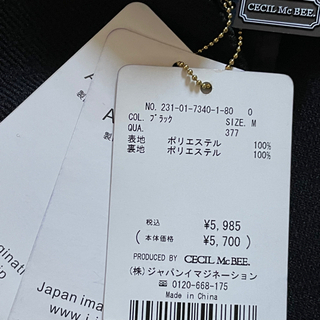 CECIL Mc BEE.
NO. 231-01-7340-1-80 0
COL. ブラック SIZE. M
QUA. 377
表地 ポリエステル 100%
裏地 ポリエステル 100%
税込 ¥5,985
( 本体価格 ¥5,700 )
PRODUCED BY CECIL Mc BEE.
(株)ジャパンイマジネーション
☎ 0120-668-175
Made in China
Japan ima